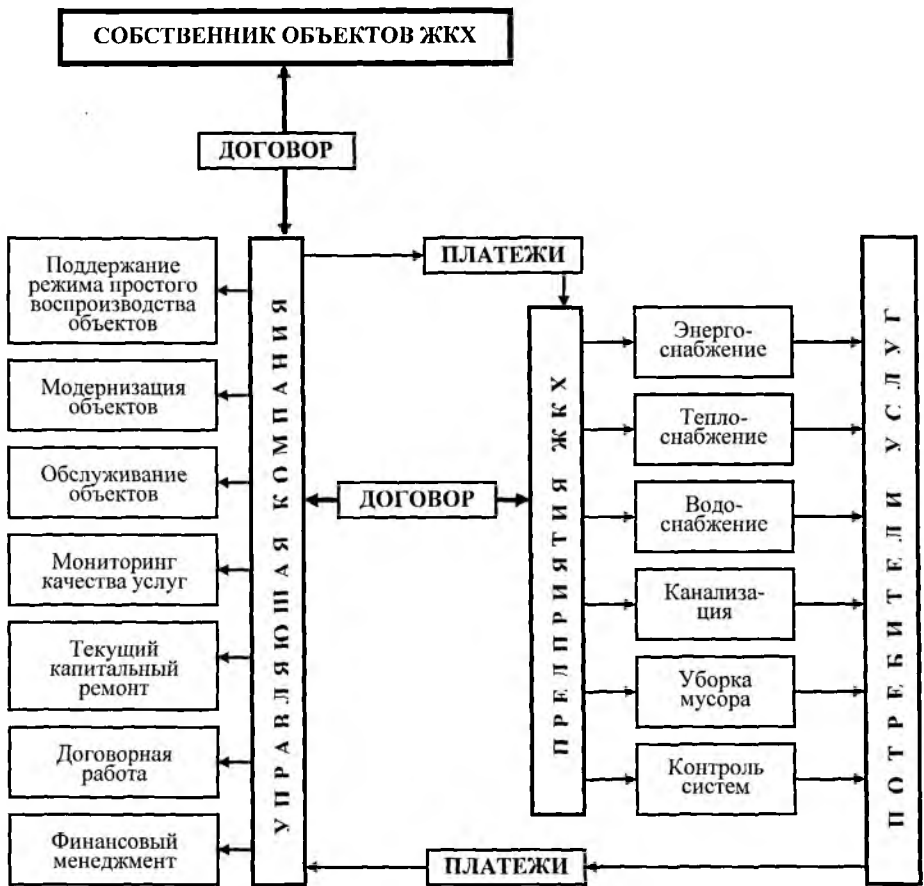 СОБСТВЕННИК ОБЪЕКТОВ ЖКХ
ДОГОВОР
ПЛАТЕЖИ
Поддержание
режима простого
воспроизводства
объектов
Модернизация
объектов
Обслуживание
объектов
Мониторинг
качества услуг
Текущий
капитальный
ремонт
Договорная
работа
Финансовый
менеджмент
УПРАВЛЯЮЩАЯ КОМПАНИЯ
ДОГОВОР
ПРЕДПРИЯТИЯ ЖКХ
Энерго-
снабжение
Тепло-
снабжение
Водо-
снабжение
Канализа-
ция
Уборка
мусора
Контроль
систем
ПОТРЕБИТЕЛИ УСЛУГ
ПЛАТЕЖИ